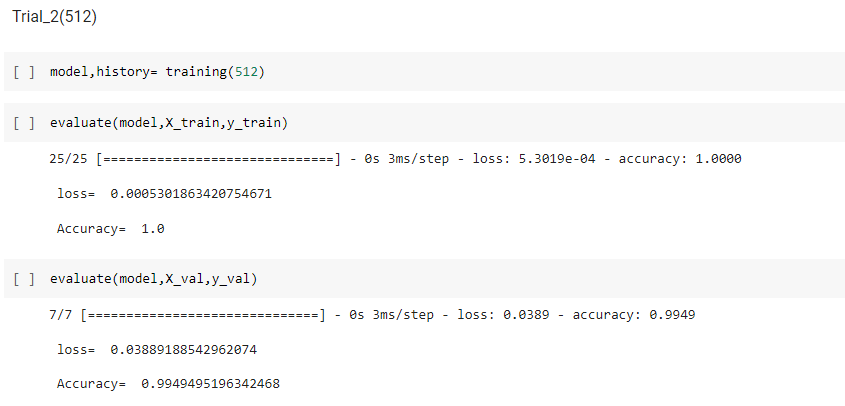 Trial_2(512)
[ ] model,history= training(512)
[ ] evaluate(model,X_train,y_train)
25/25 [==============================] - 0s 3ms/step - loss: 5.3019e-04 - accuracy: 1.0000
loss=  0.0005301863420754671
Accuracy=  1.0
[ ] evaluate(model,X_val,y_val)
7/7 [==============================] - 0s 3ms/step - loss: 0.0389 - accuracy: 0.9949
loss=  0.03889188542962074
Accuracy=  0.9949495196342468